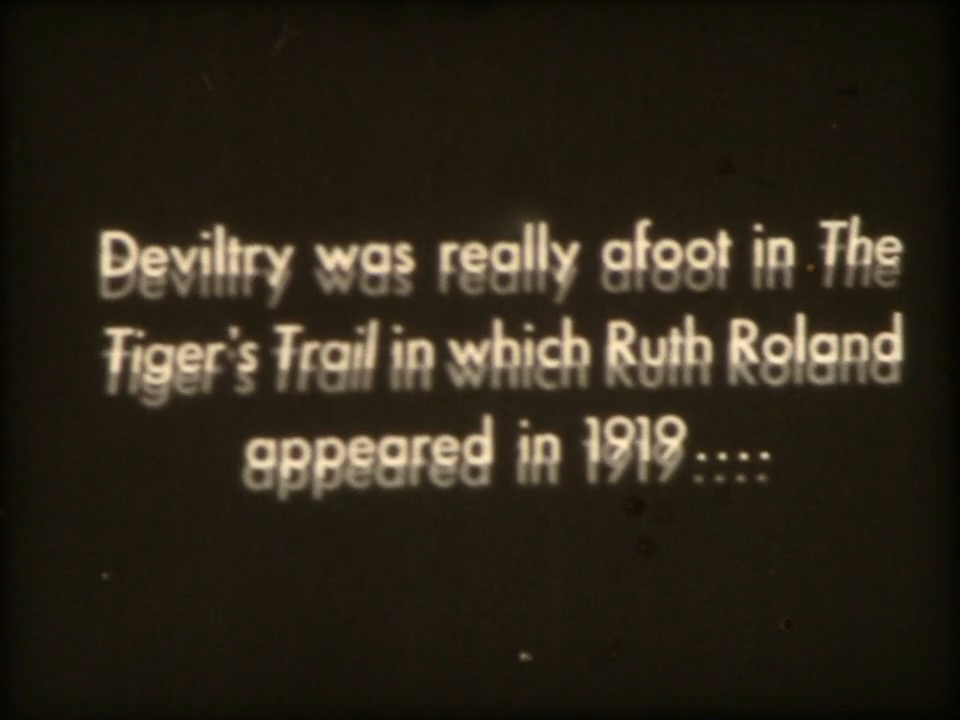 Deviltry was really afoot in The
Tiger's Trail in which Ruth Roland
appeared in 1919....